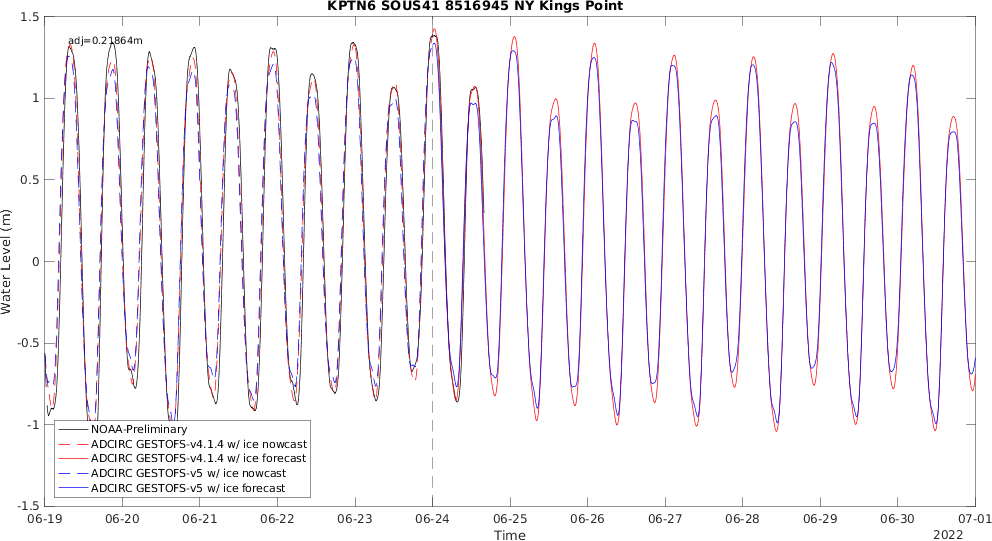 KPTN6 SOUS41 8516945 NY Kings Point
adj=0.21864m
1.5
1
0.5
0
-0.5
-1
-1.5
Water Level (m)
NOAA-Preliminary
ADCIRC GESTOFS-v4.1.4 w/ ice nowcast
ADCIRC GESTOFS-v4.1.4 w/ ice forecast
ADCIRC GESTOFS-v5 w/ ice nowcast
ADCIRC GESTOFS-v5 w/ ice forecast
06-19 06-20 06-21 06-22 06-23 06-24 06-25 06-26 06-27 06-28 06-29 06-30 07-01
Time
2022